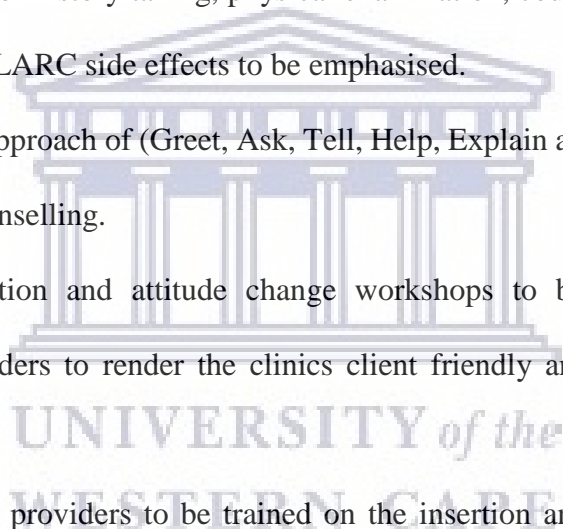 LARC side effects to be emphasised.
pproach of (Greet, Ask, Tell, Help, Explain a
nselling.
tion and attitude change workshops to b
ders to render the clinics client friendly a
UNIVERSITY of the
WESTERN CAPE
providers to be trained on the insertion a